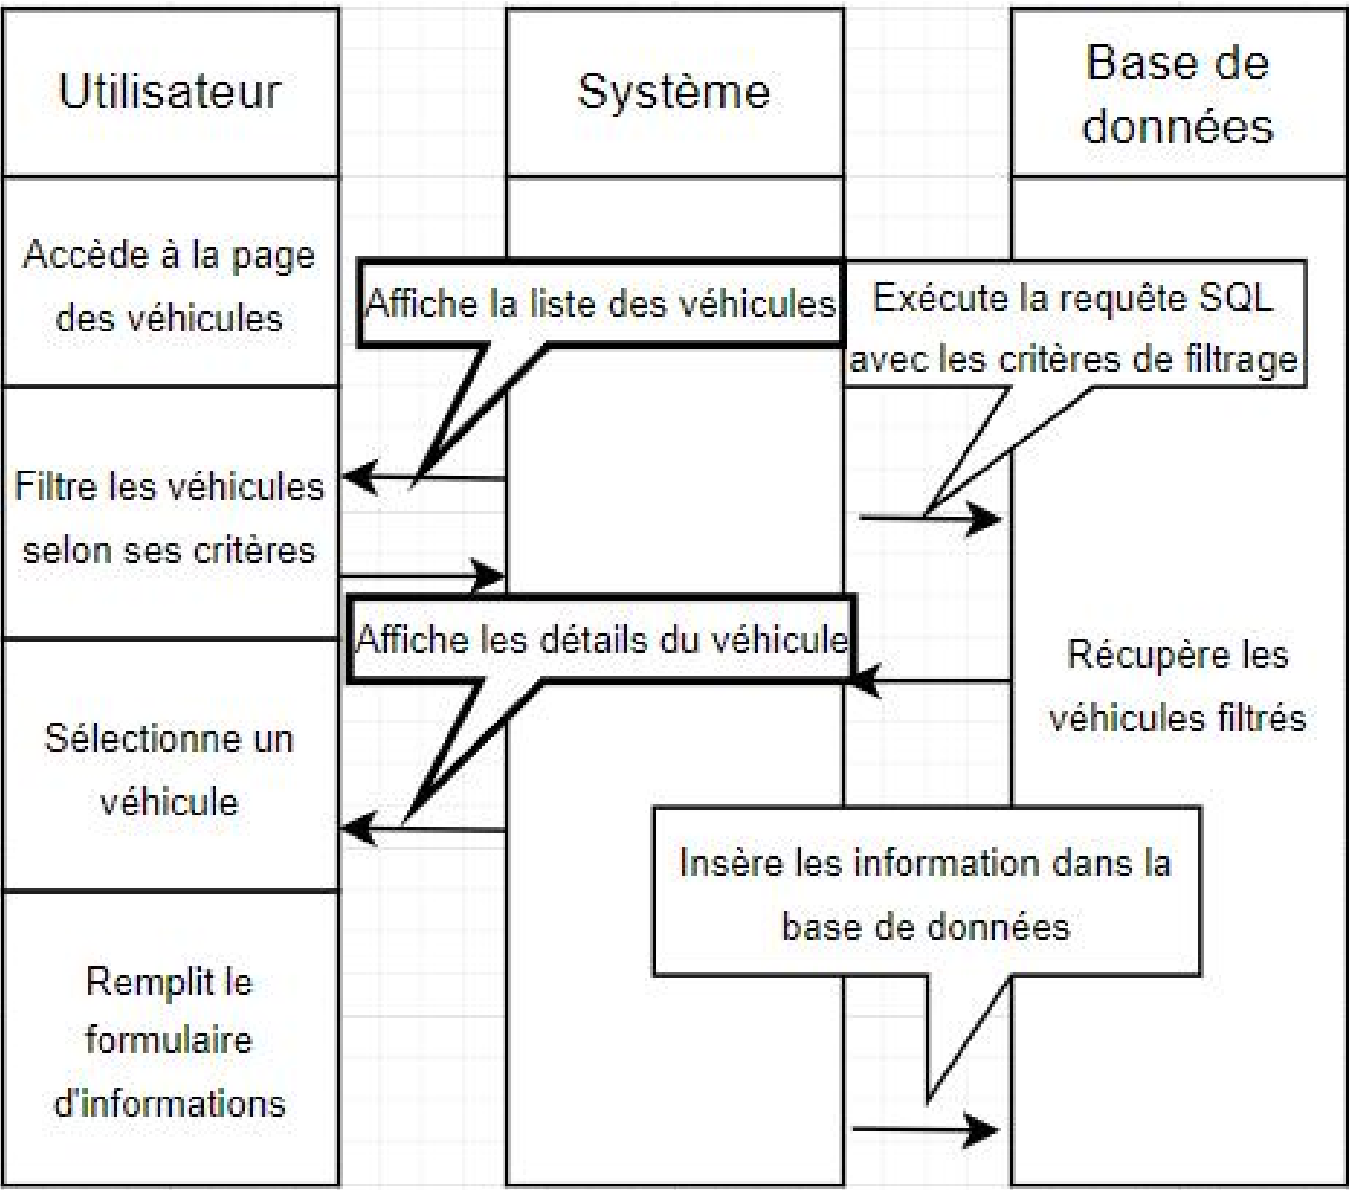 Utilisateur
Système
Base de
données
Accède à la page
des véhicules
Affiche la liste des véhicules
Exécute la requête SQL
avec les critères de filtrage
Filtre les véhicules
selon ses critères
Affiche les détails du véhicule
Récupère les
véhicules filtrés
Sélectionne un
véhicule
Insère les information dans la
base de données
Remplit le
formulaire
d'informations